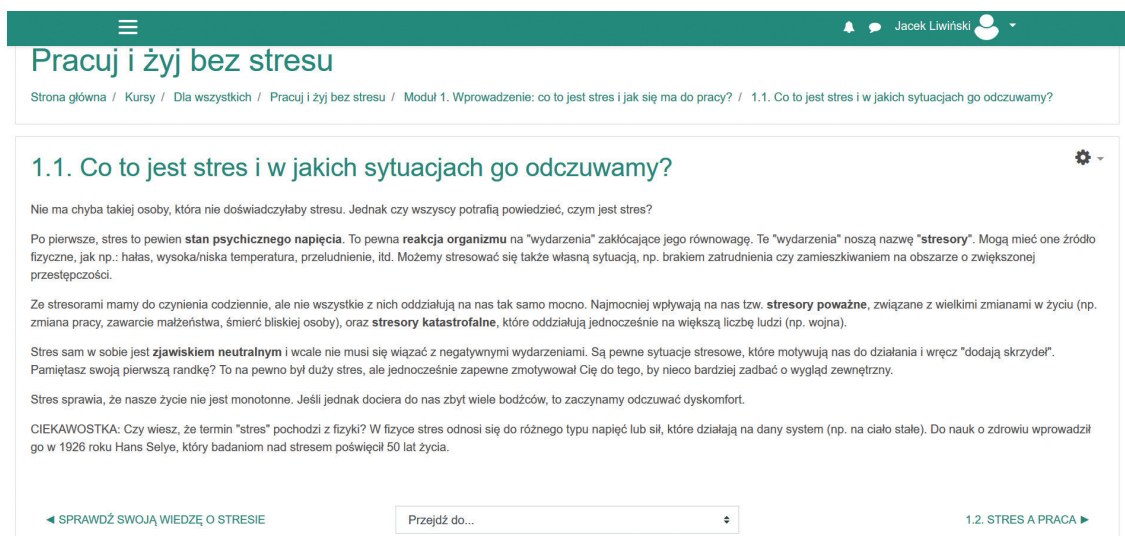 Jacek Liwiński
Pracuj i żyj bez stresu
Strona główna / Kursy / Dla wszystkich / Pracuj i żyj bez stresu / Moduł 1. Wprowadzenie: co to jest stres i jak się ma do pracy? / 1.1. Co to jest stres i w jakich sytuacjach go odczuwamy?
1.1. Co to jest stres i w jakich sytuacjach go odczuwamy?
Nie ma chyba takiej osoby, która nie doświadczyłaby stresu. Jednak czy wszyscy potrafią powiedzieć, czym jest stres?
Po pierwsze, stres to pewien stan psychicznego napięcia. To pewna reakcja organizmu na "wydarzenia" zakłócające jego równowagę. Te "wydarzenia" noszą nazwę "stresory". Mogą mieć one źródło
fizyczne, jak np.: hałas, wysoka/niska temperatura, przeludnienie, itd. Możemy stresować się także własną sytuacją, np. brakiem zatrudnienia czy zamieszkiwaniem na obszarze o zwiększonej
przestępczości.
Ze stresorami mamy do czynienia codziennie, ale nie wszystkie z nich oddziałują na nas tak samo mocno. Najmocniej wpływają na nas tzw. stresory poważne, związane z wielkimi zmianami w życiu (np.
zmiana pracy, zawarcie małżeństwa, śmierć bliskiej osoby), oraz stresory katastrofalne, które oddziałują jednocześnie na większą liczbę ludzi (np. wojna).
Stres sam w sobie jest zjawiskiem neutralnym i wcale nie musi się wiązać z negatywnymi wydarzeniami. Są pewne sytuacje stresowe, które motywują nas do działania i wręcz "dodają skrzydeł".
Pamiętasz swoją pierwszą randkę? To na pewno był duży stres, ale jednocześnie zapewne zmotywował Cię do tego, by nieco bardziej zadbać o wygląd zewnętrzny.
Stres sprawia, że nasze życie nie jest monotonne. Jeśli jednak dociera do nas zbyt wiele bodźców, to zaczynamy odczuwać dyskomfort.
CIEKAWOSTKA: Czy wiesz, że termin "stres" pochodzi z fizyki? W fizyce stres odnosi się do różnego typu napięć lub sił, które działają na dany system (np. na ciało stałe). Do nauk o zdrowiu wprowadził
go w 1926 roku Hans Selye, który badaniom nad stresem poświęcił 50 lat życia.
◄ SPRAWDŹ SWOJĄ WIEDZĘ O STRESIE
Przejdź do...
1.2. STRES A PRACA ►